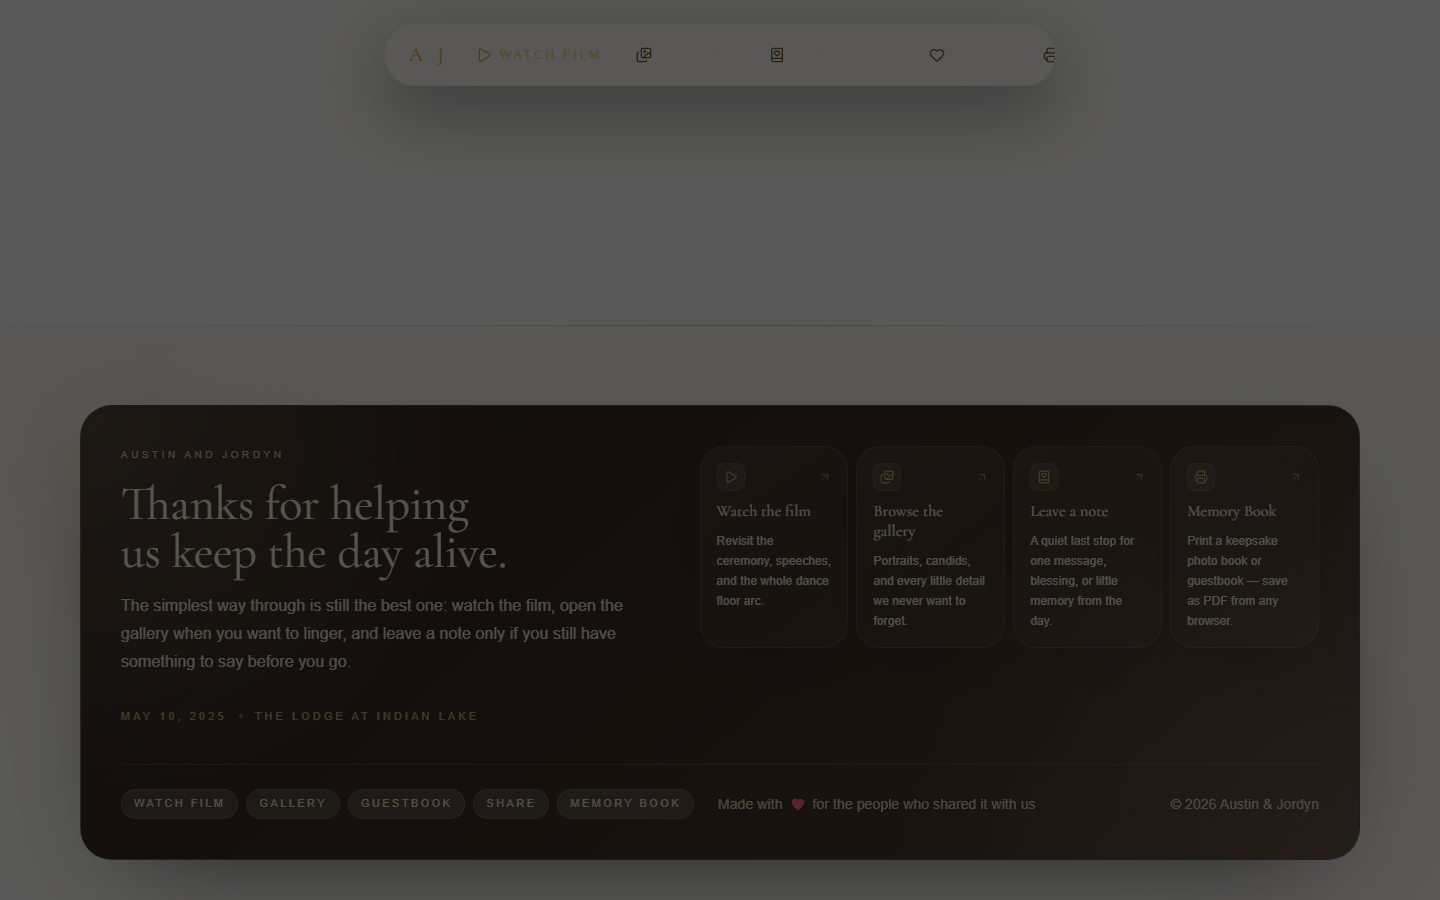 A J
WATCH FILM
AUSTIN AND JORDYN
Thanks for helping
us keep the day alive.
The simplest way through is still the best one: watch the film, open the
gallery when you want to linger, and leave a note only if you still have
something to say before you go.
MAY 10, 2025 • THE LODGE AT INDIAN LAKE
Watch the film
Revisit the
ceremony, speeches,
and the whole dance
floor arc.
Browse the
gallery
Portraits, candids,
and every little detail
we never want to
forget.
Leave a note
A quiet last stop for
one message,
blessing, or little
memory from the
day.
Memory Book
Print a keepsake
photo book or
guestbook — save
as PDF from any
browser.
WATCH FILM
GALLERY
GUESTBOOK
SHARE
MEMORY BOOK
Made with ♥ for the people who shared it with us
© 2026 Austin & Jordyn